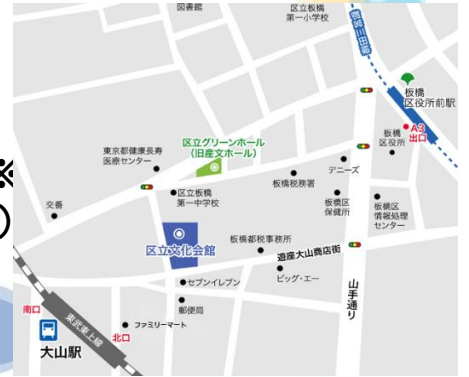 図書館
区立板橋
第一小学校
都営三田線
板橋
区役所前駅
A3
出口
板橋
区役所
区立グリーンホール
(旧産文ホール)
東京都健康長寿
医療センター
デニーズ
板橋税務署
※
区立板橋
第一中学校
交番
板橋区
保健所
板橋区
情報処理
センター
区立文化会館
板橋都税事務所
遊座大山商店街
セブンイレブン
ビッグ・エー
山手通り
郵便局
南口
東武東上線
ファミリーマート
北口
大山駅